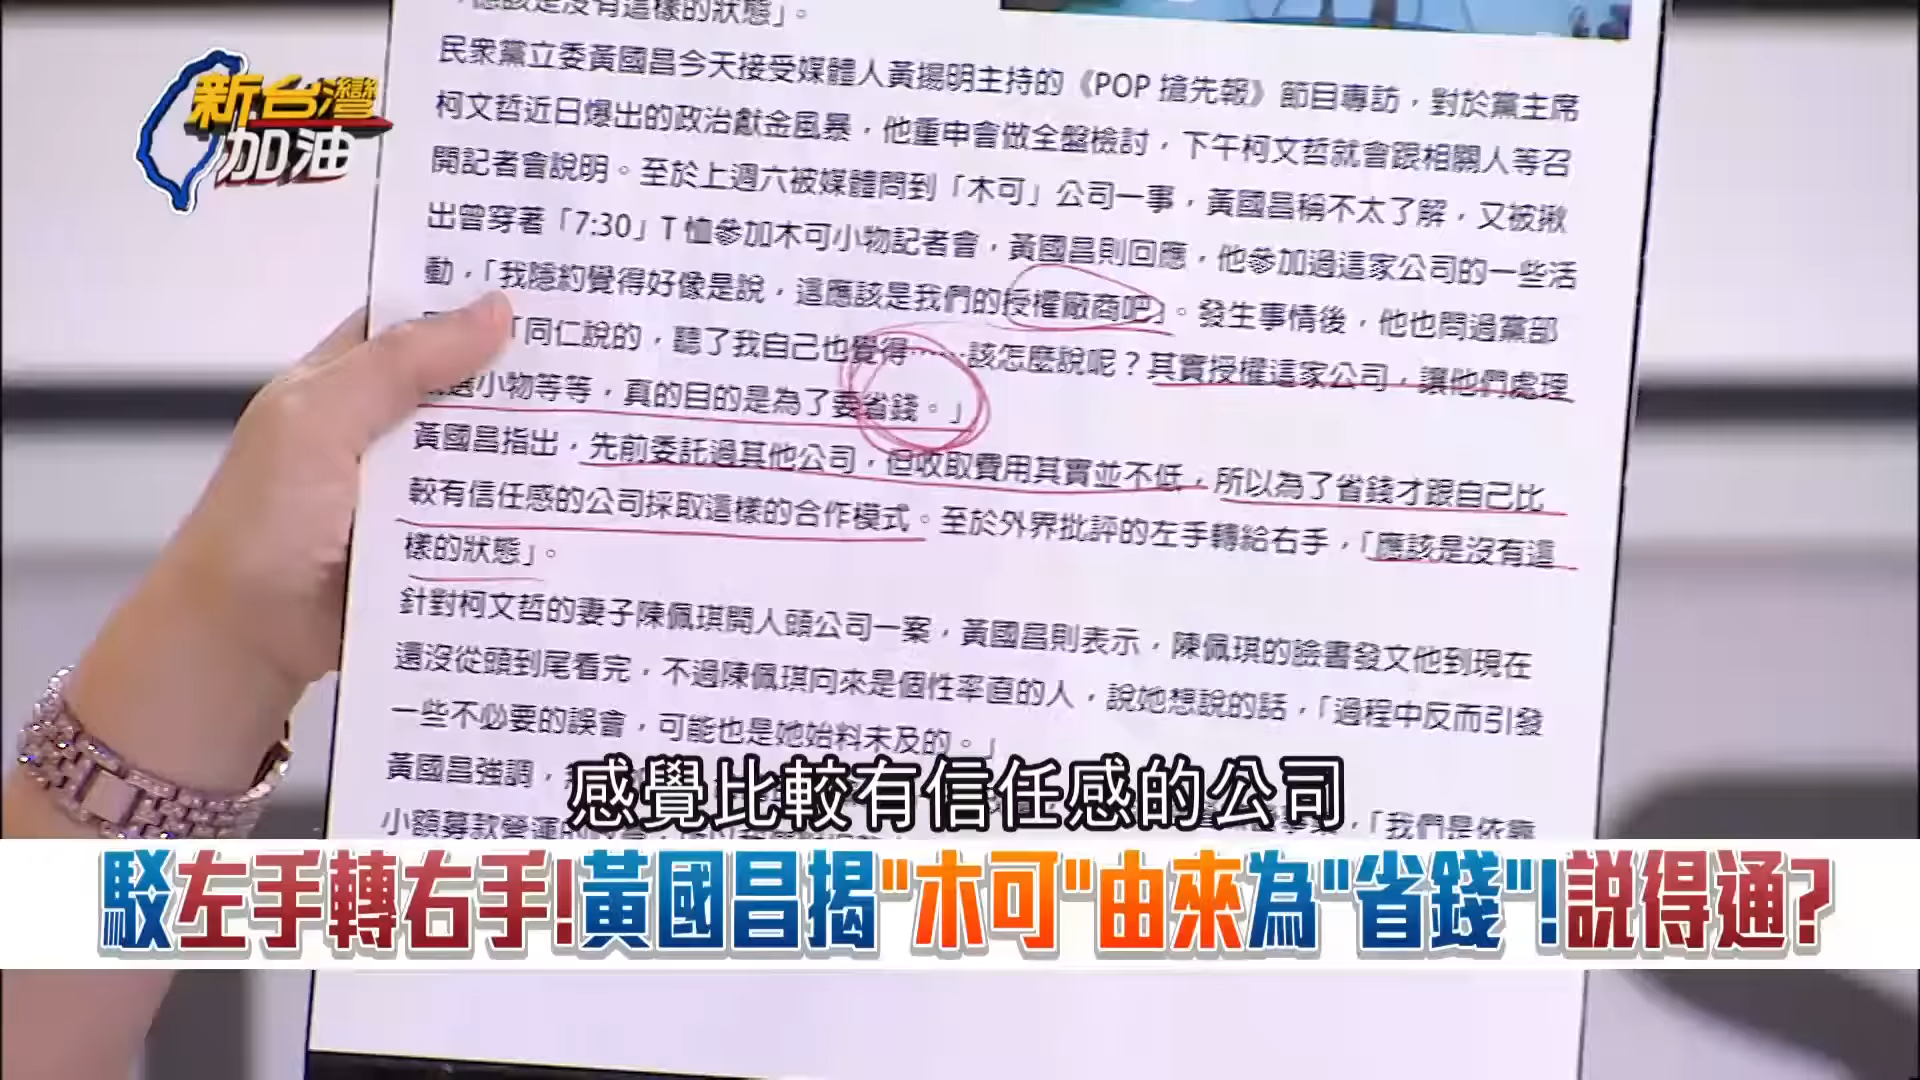 應該是沒有這樣的狀態」。
新台灣
加油
民眾黨立委黃國昌今天接受媒體人黃揚明主持的《POP 搶先報》節目專訪，對於黨主席
柯文哲近日爆出的政治獻金風暴，他重申會做全盤檢討，下午柯文哲就會跟相關人等召
開記者會說明。至於上週六被媒體問到「木可」公司一事，黃國昌稱不太了解，又被揪
出曾穿著「7:30」T 恤參加木可小物記者會，黃國昌則回應，他參加過這家公司的一些活
動，「我隱約覺得好像是說，這應該是我們的授權廠商吧」。發生事情後，他也問過黨部
「同仁說的，聽了我自己也覺得……該怎麼說呢？其實授權這家公司，讓他們處理
選小物等等，真的目的是為了要省錢。」
黃國昌指出，先前委託過其他公司，但收取費用其實並不低，所以為了省錢才跟自己比
較有信任感的公司採取這樣的合作模式。至於外界批評的左手轉給右手，「應該是沒有這
樣的狀態」。
針對柯文哲的妻子陳佩琪開人頭公司一案，黃國昌則表示，陳佩琪的臉書發文他到現在
還沒從頭到尾看完，不過陳佩琪向來是個性率直的人，說她想說的話，「過程中反而引發
一些不必要的誤會，可能也是她始料未及的。」
黃國昌強調，
感覺比較有信任感的公司
，「我們是依靠
小額募款營運的
駁左手轉右手!黃國昌揭"木可"由來為"省錢"!說得通?